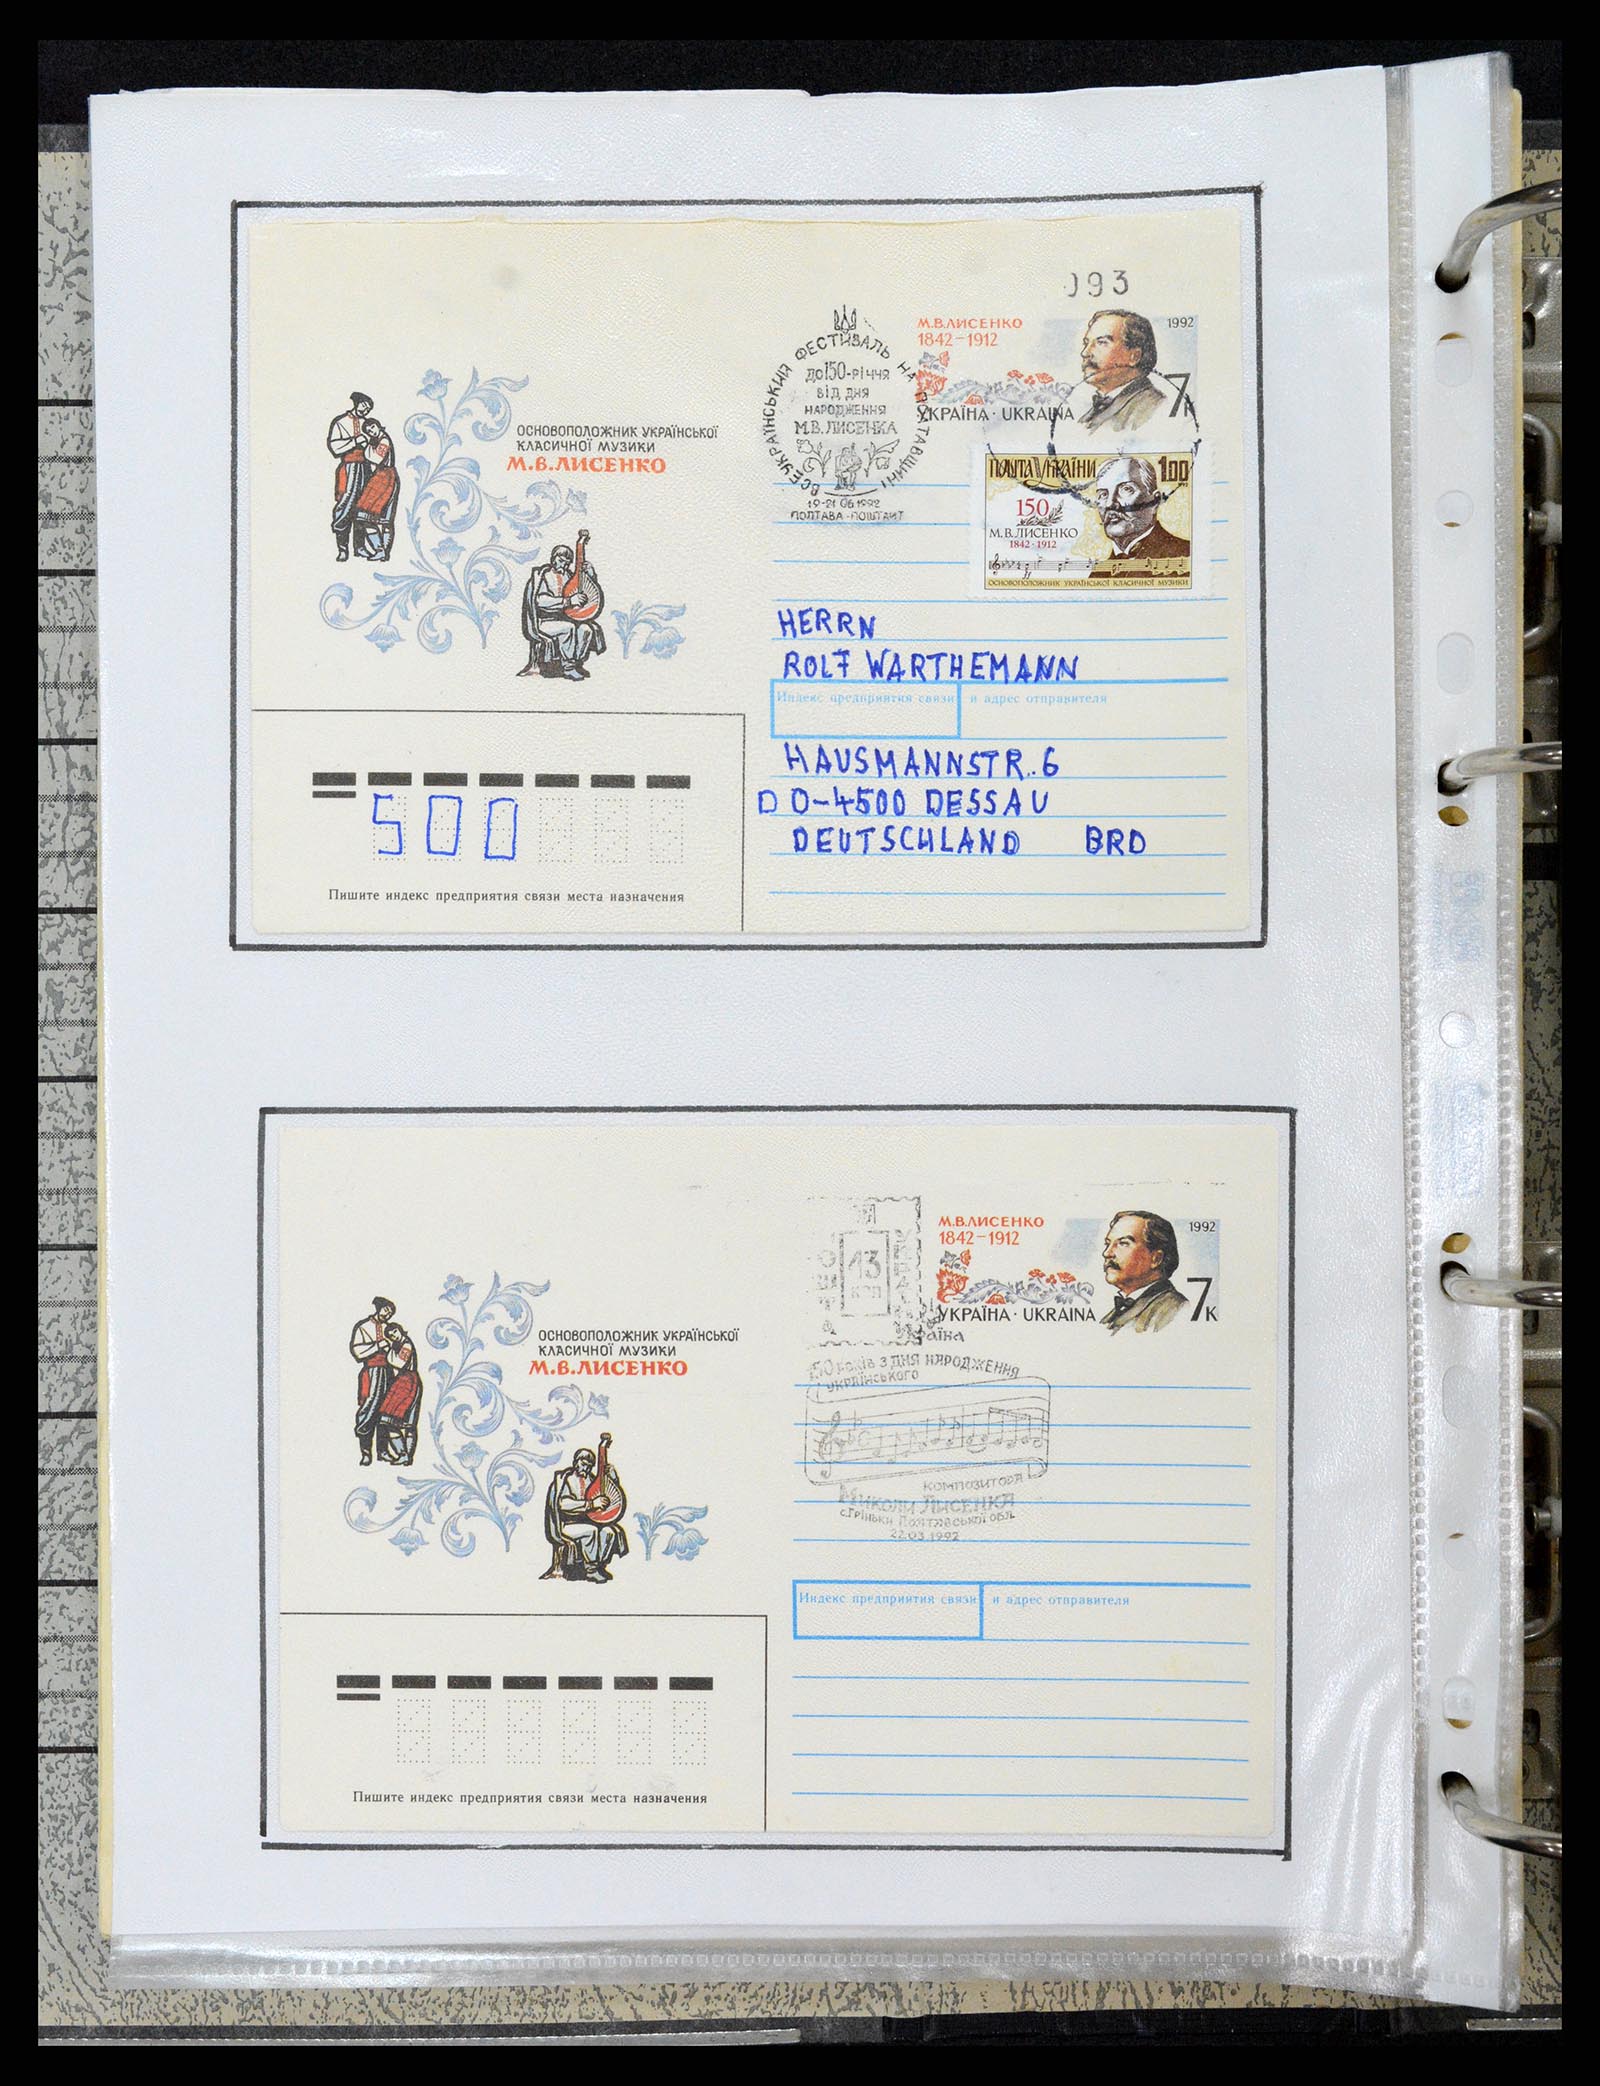 093
М.В.ЛИСЕНКО
1842–1912
1992
7к
УКРАЇНА · UKRAINA
ВСЕУКРАЇНСЬКИЙ ФЕСТИВАЛЬ НА ПОЛТАВЩИНІ
ДО 150-РІЧЧЯ
ВІД ДНЯ
НАРОДЖЕННЯ
М.В.ЛИСЕНКА
19-21 06 1992
ПОЛТАВА-ПОШТАМТ
ОСНОВОПОЛОЖНИК УКРАЇНСЬКОЇ
КЛАСИЧНОЇ МУЗИКИ
М.В.ЛИСЕНКО
ПОШТА УКРАЇНИ
1.00
1992
150
М.В.ЛИСЕНКО
1842 · 1912
ОСНОВОПОЛОЖНИК УКРАЇНСЬКОЇ КЛАСИЧНОЇ МУЗИКИ
HERRN
ROLF WARTHEMANN
Индекс предприятия связи и адрес отправителя
HAUSMANNSTR. 6
D O-4500 DESSAU
DEUTSCHLAND BRD
500
Пишите индекс предприятия связи места назначения
М.В.ЛИСЕНКО
1842–1912
1992
7к
УКРАЇНА · UKRAINA
13
коп
Україна
ОСНОВОПОЛОЖНИК УКРАЇНСЬКОЇ
КЛАСИЧНОЇ МУЗИКИ
М.В.ЛИСЕНКО
150 РОКІВ З ДНЯ НАРОДЖЕННЯ
УКРАЇНСЬКОГО
КОМПОЗИТОРА
МИКОЛИ ЛИСЕНКА
с.ГРІНЬКИ ПОЛТАВСЬКОЇ ОБЛ.
22.03.1992
Индекс предприятия связи и адрес отправителя
Пишите индекс предприятия связи места назначения